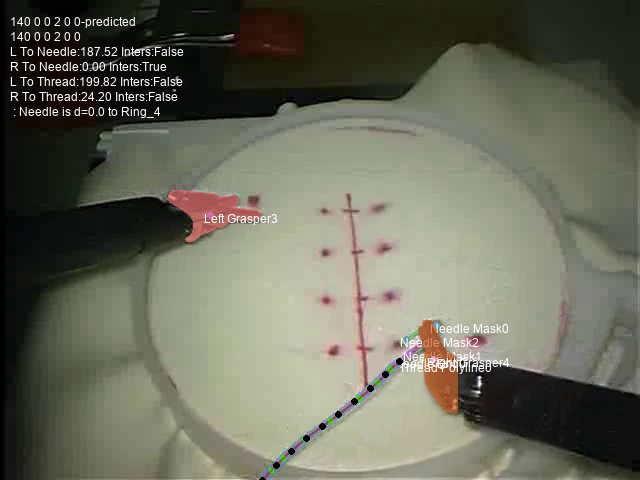 140 0 0 2 0 0-predicted
140 0 0 2 0 0
L To Needle:187.52 Inters:False
R To Needle:0.00 Inters:True
L To Thread:199.82 Inters:False
R To Thread:24.20 Inters:False
: Needle is d=0.0 to Ring_4
Left Grasper3
Needle Mask0
Needle Mask2
Needle Mask1
Thread Polyline0